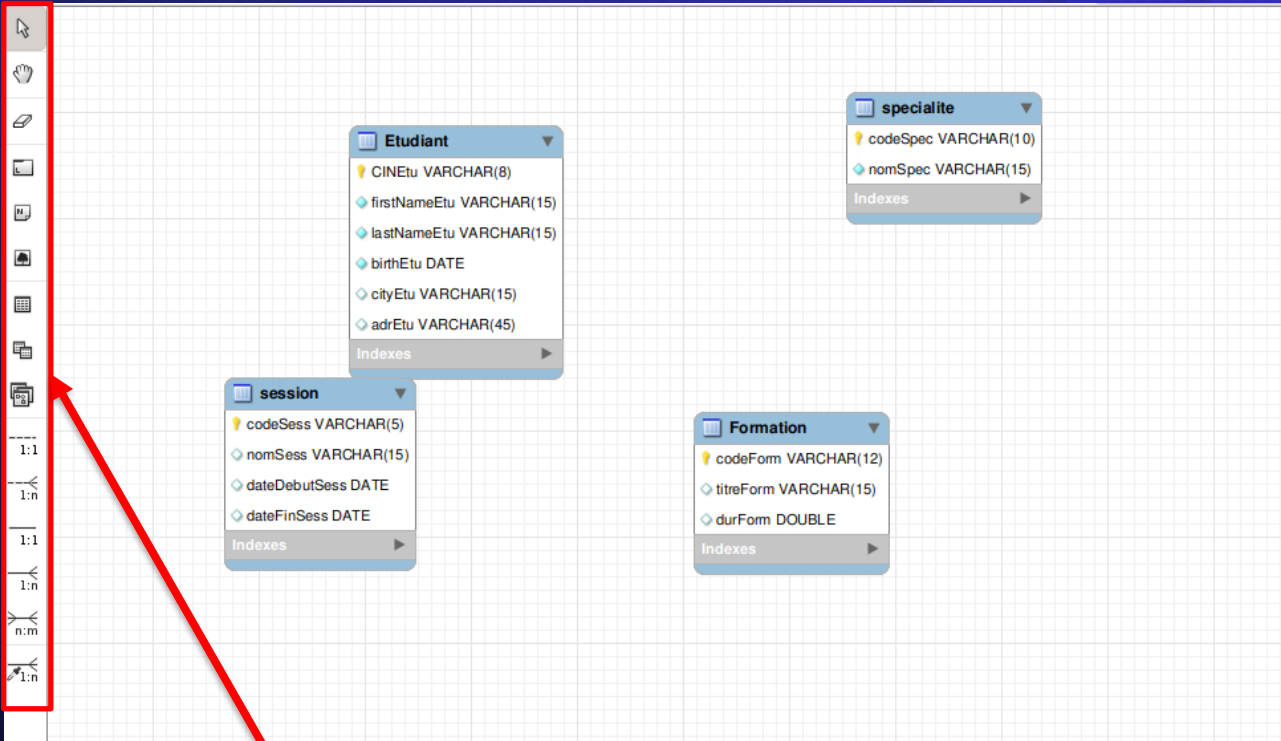 Etudiant
CINEtu VARCHAR(8)
firstNameEtu VARCHAR(15)
lastNameEtu VARCHAR(15)
birthEtu DATE
cityEtu VARCHAR(15)
adrEtu VARCHAR(45)
Indexes
specialite
codeSpec VARCHAR(10)
nomSpec VARCHAR(15)
Indexes
session
codeSess VARCHAR(5)
nomSess VARCHAR(15)
dateDebutSess DATE
dateFinSess DATE
Indexes
Formation
codeForm VARCHAR(12)
titreForm VARCHAR(15)
durForm DOUBLE
Indexes
1:1
1:n
1:1
1:n
n:m
1:n